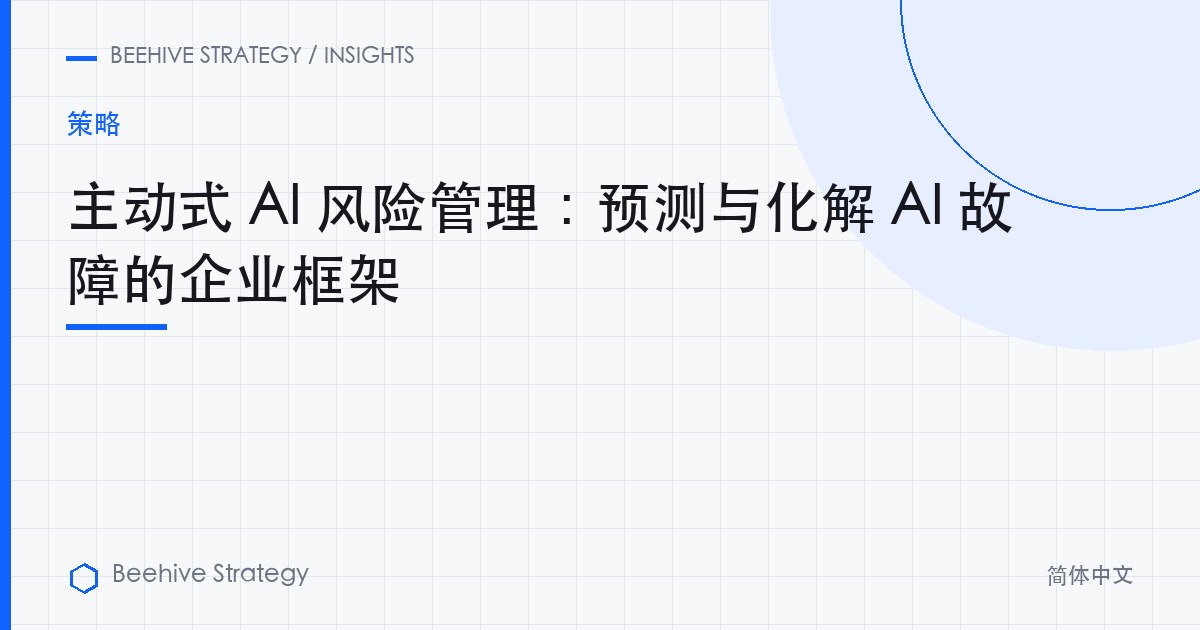 BEEHIVE STRATEGY / INSIGHTS
策略
主动式 AI 风险管理：预测与化解 AI 故
障的企业框架
Beehive Strategy
简体中文